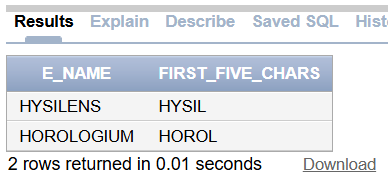 Results Explain Describe Saved SQL Hist
E_NAME FIRST_FIVE_CHARS
HYSILENS HYSIL
HOROLOGIUM HOROL
2 rows returned in 0.01 seconds Download